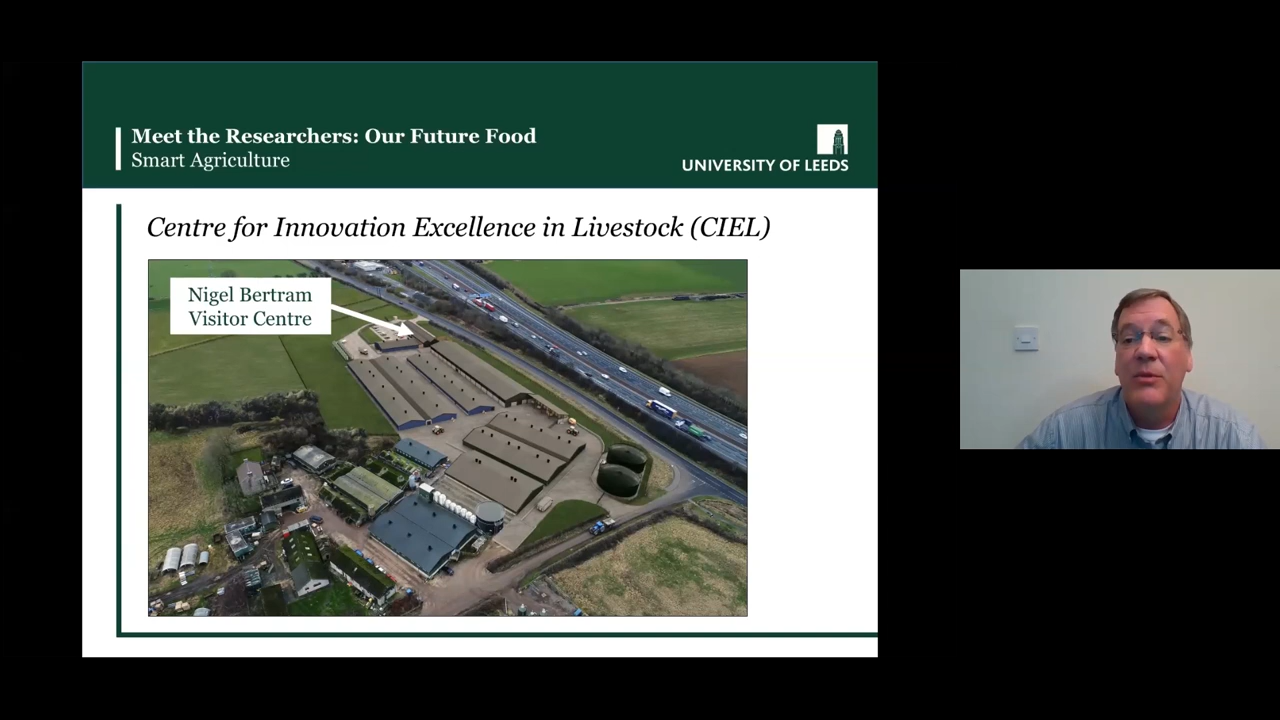 Meet the Researchers: Our Future Food
Smart Agriculture
UNIVERSITY OF LEEDS
Centre for Innovation Excellence in Livestock (CIEL)
Nigel Bertram
Visitor Centre